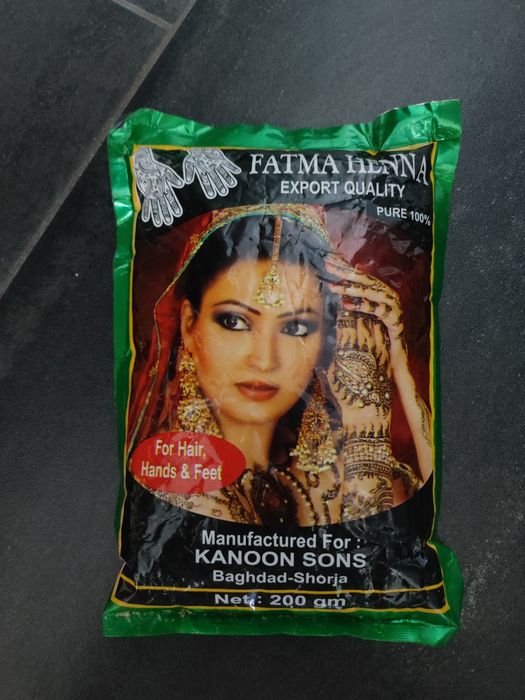 FATMA HENNA
EXPORT QUALITY
PURE 100%
For Hair,
Hands & Feet
Manufactured For :
KANOON SONS
Baghdad-Shorja
Net : 200 gm